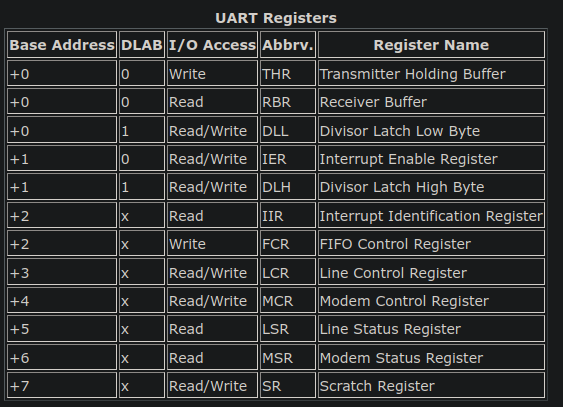 UART Registers
Base Address DLAB I/O Access Abbrv. Register Name
+0 0 Write THR Transmitter Holding Buffer
+0 0 Read RBR Receiver Buffer
+0 1 Read/Write DLL Divisor Latch Low Byte
+1 0 Read/Write IER Interrupt Enable Register
+1 1 Read/Write DLH Divisor Latch High Byte
+2 x Read IIR Interrupt Identification Register
+2 x Write FCR FIFO Control Register
+3 x Read/Write LCR Line Control Register
+4 x Read/Write MCR Modem Control Register
+5 x Read LSR Line Status Register
+6 x Read MSR Modem Status Register
+7 x Read/Write SR Scratch Register